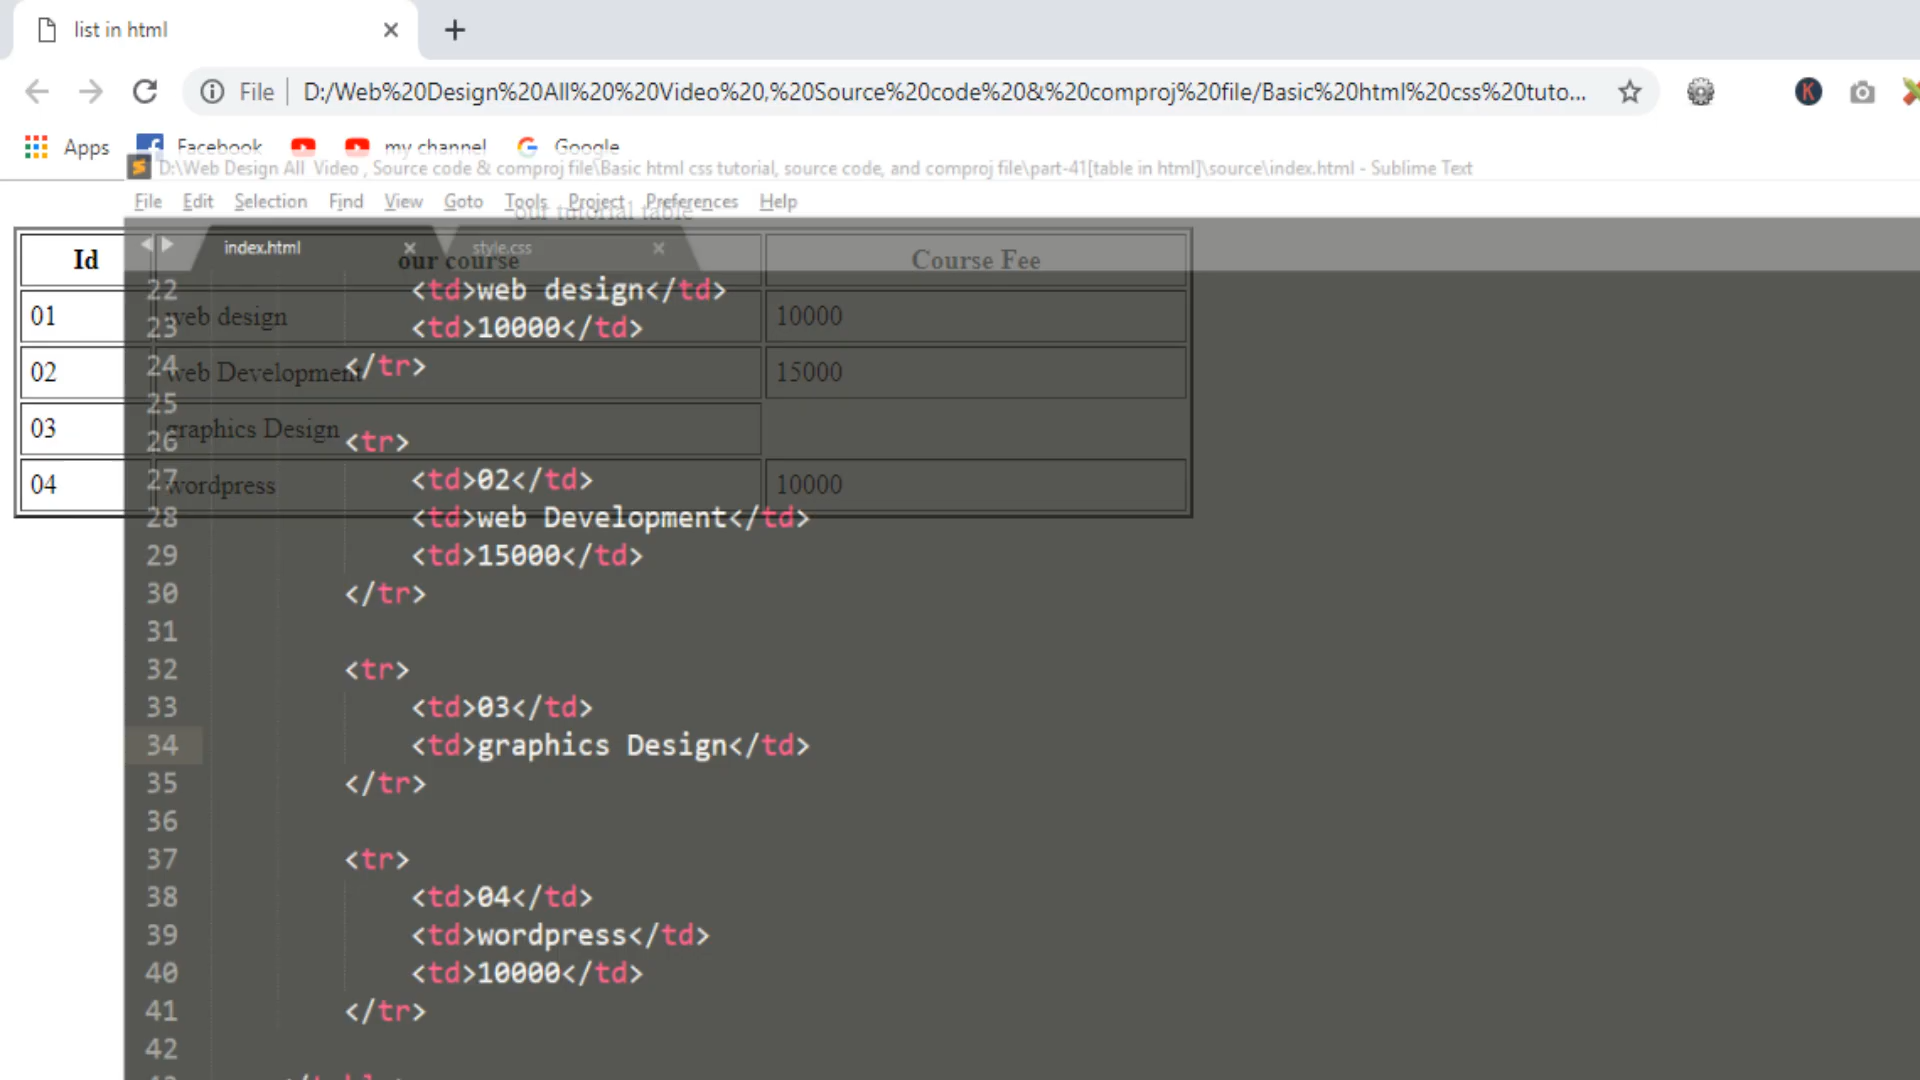 list in html
File D:/Web%20Design%20All%20%20Video%20,%20Source%20code%20&%20comproj%20file/Basic%20html%20css%20tuto...
K
Apps Facebook my channel Google
D:\Web Design All  Video , Source code & comproj file\Basic html css tutorial, source code, and comproj file\part-41[table in html]\source\index.html - Sublime Text
File Edit Selection Find View Goto Tools Project Preferences Help
our tutorial table
index.html style.css
Id our course Course Fee
01 web design 10000
02 web Development 15000
03 graphics Design
04 wordpress 10000
22 <td>web design</td>
23 <td>10000</td>
24 </tr>
25
26 <tr>
27 <td>02</td>
28 <td>web Development</td>
29 <td>15000</td>
30 </tr>
31
32 <tr>
33 <td>03</td>
34 <td>graphics Design</td>
35 </tr>
36
37 <tr>
38 <td>04</td>
39 <td>wordpress</td>
40 <td>10000</td>
41 </tr>
42